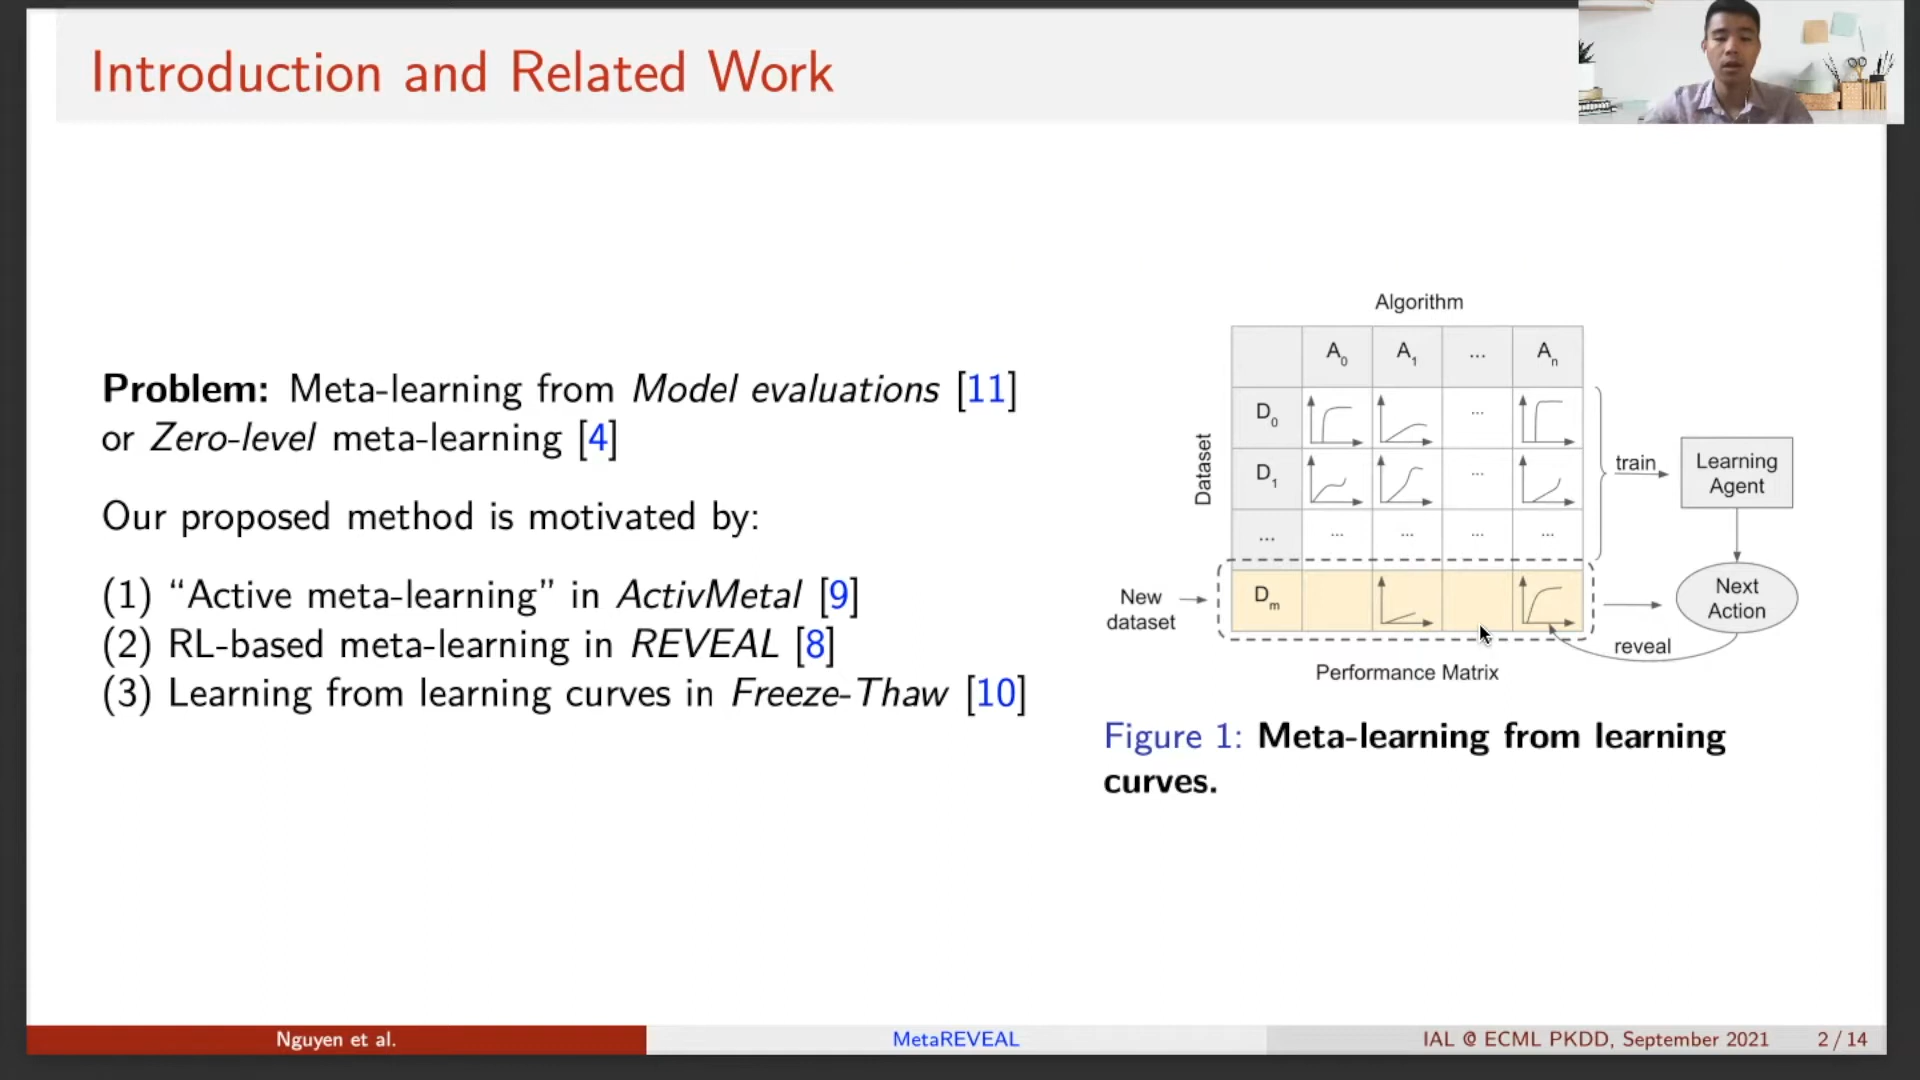 Introduction and Related Work
Problem: Meta-learning from Model evaluations [11]
or Zero-level meta-learning [4]
Our proposed method is motivated by:
(1) “Active meta-learning” in ActivMetal [9]
(2) RL-based meta-learning in REVEAL [8]
(3) Learning from learning curves in Freeze-Thaw [10]
Algorithm
A0 A1 ... An
Dataset
D0 ...
D1 ...
... ... ... ... ...
New
dataset
Dm
train
Learning
Agent
Next
Action
reveal
Performance Matrix
Figure 1: Meta-learning from learning
curves.
Nguyen et al.
MetaREVEAL
IAL @ ECML PKDD, September 2021 2 / 14